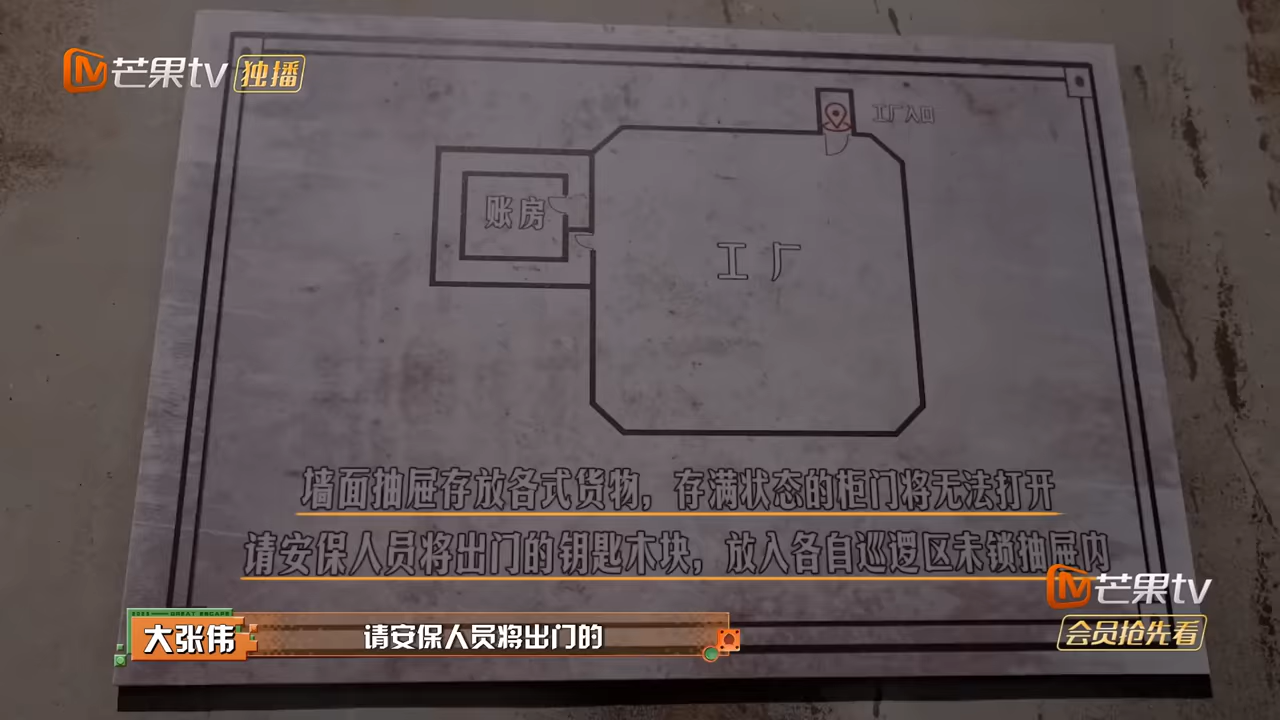 芒果tv 独播
工厂入口
账房
工厂
墙面抽屉存放各式货物，存满状态的柜门将无法打开
请安保人员将出门的钥匙木块，放入各自巡逻区未锁抽屉内
芒果tv
会员抢先看
大张伟
请安保人员将出门的